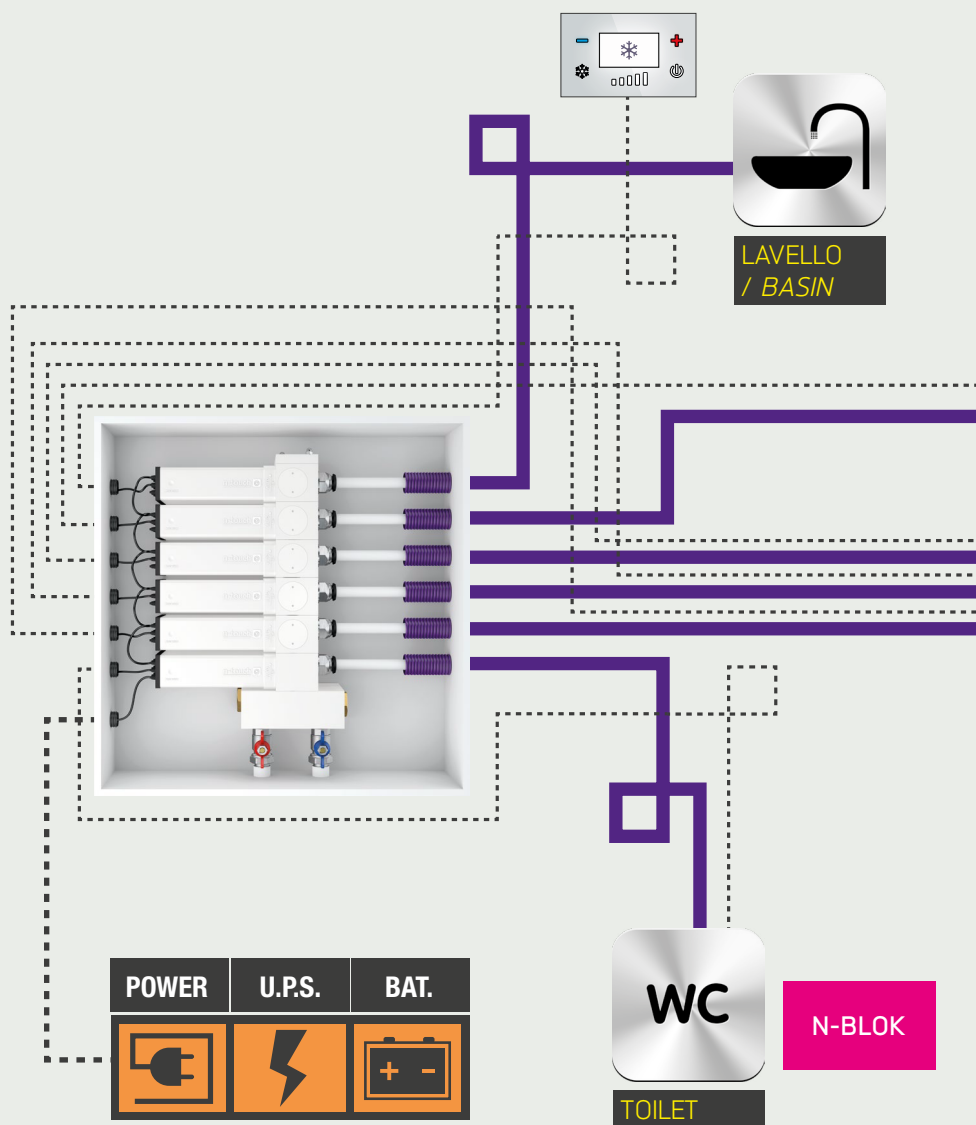 LAVELLO
/ BASIN
POWER U.P.S. BAT.
WC
N-BLOK
TOILET